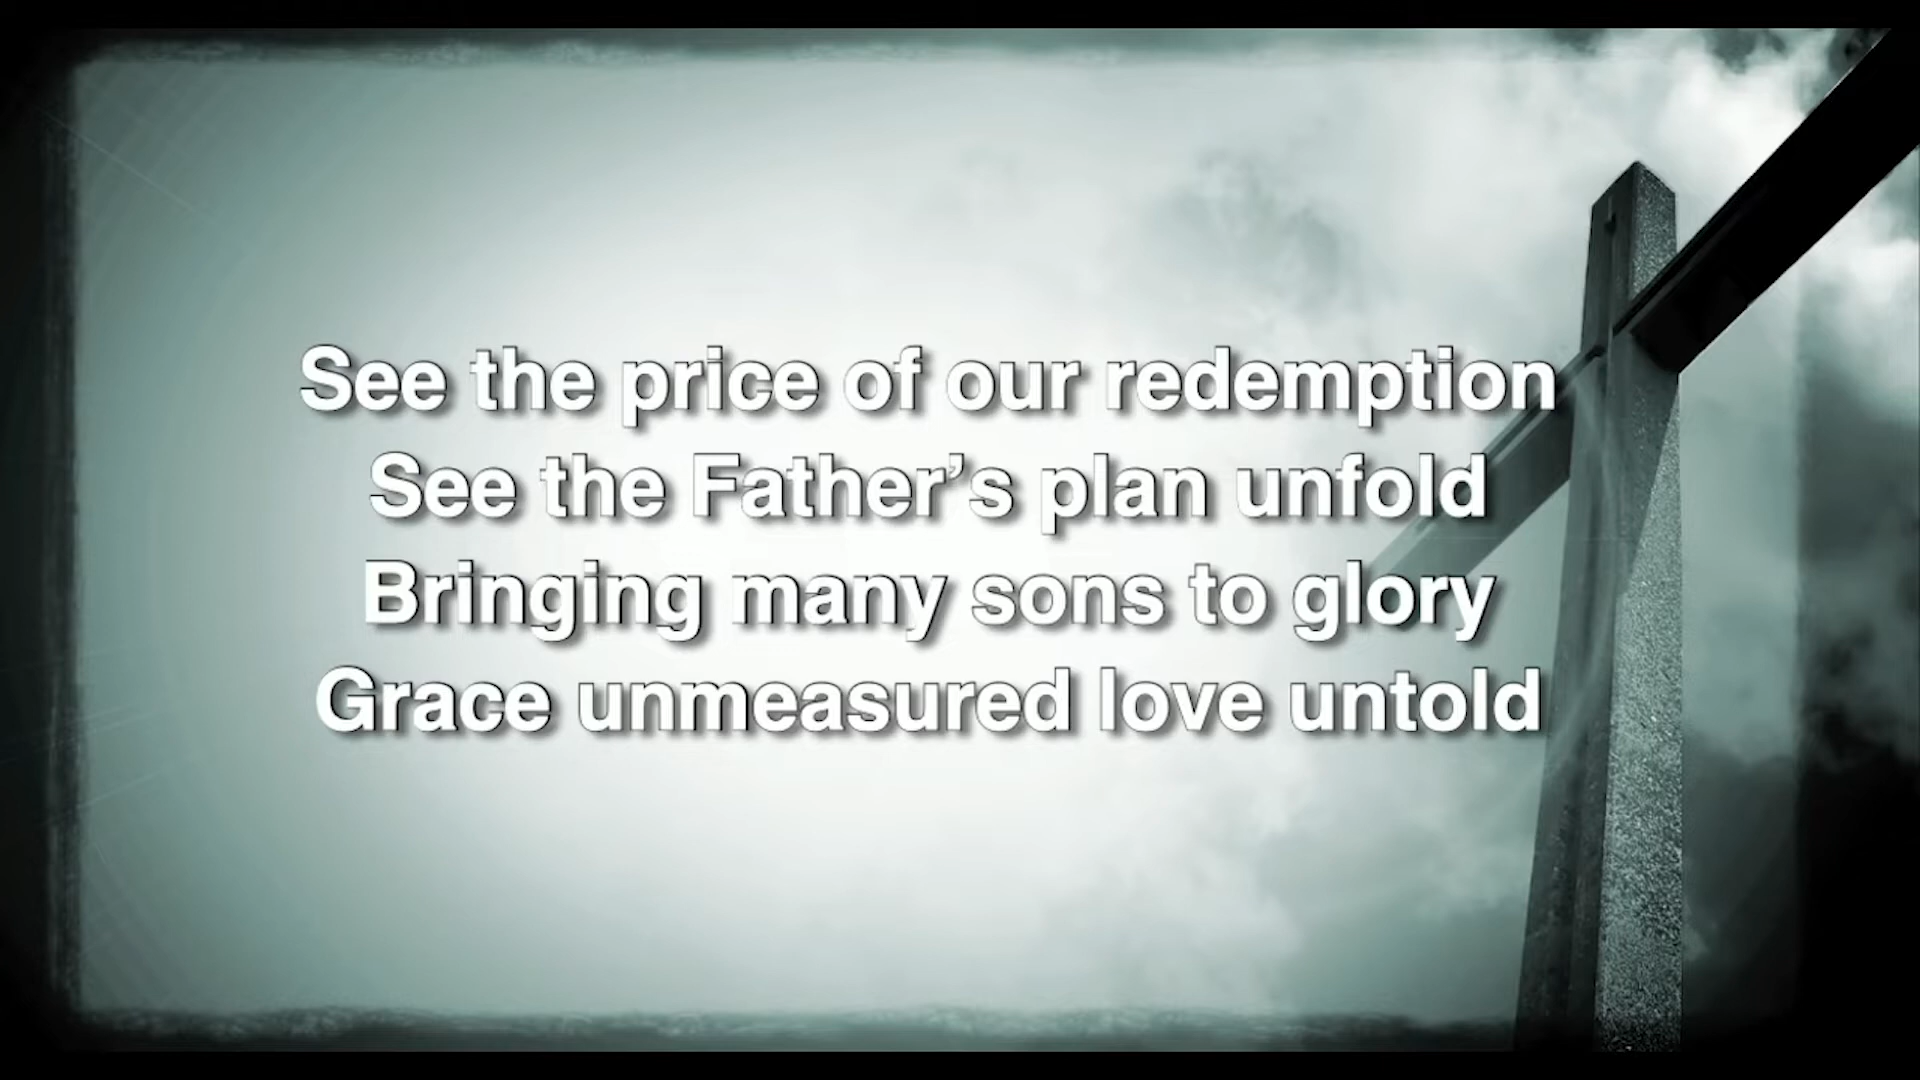 See the price of our redemption
See the Father’s plan unfold
Bringing many sons to glory
Grace unmeasured love untold